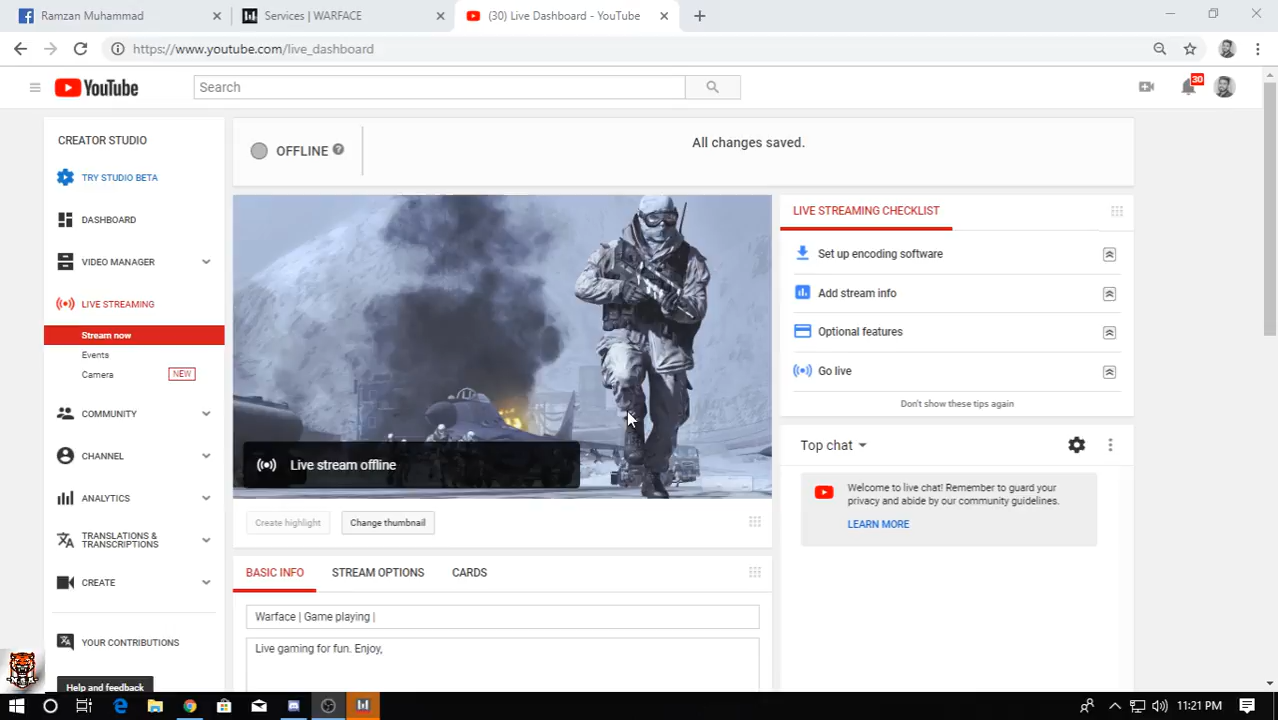 Ramzan Muhammad
Services | WARFACE
(30) Live Dashboard - YouTube
https://www.youtube.com/live_dashboard
YouTube
Search
30
CREATOR STUDIO
TRY STUDIO BETA
DASHBOARD
VIDEO MANAGER
LIVE STREAMING
Stream now
Events
Camera
NEW
COMMUNITY
CHANNEL
ANALYTICS
TRANSLATIONS &
TRANSCRIPTIONS
CREATE
YOUR CONTRIBUTIONS
Help and feedback
OFFLINE
All changes saved.
Live stream offline
Create highlight
Change thumbnail
BASIC INFO
STREAM OPTIONS
CARDS
Warface | Game playing |
Live gaming for fun. Enjoy,
LIVE STREAMING CHECKLIST
Set up encoding software
Add stream info
Optional features
Go live
Don't show these tips again
Top chat
Welcome to live chat! Remember to guard your
privacy and abide by our community guidelines.
LEARN MORE
11:21 PM